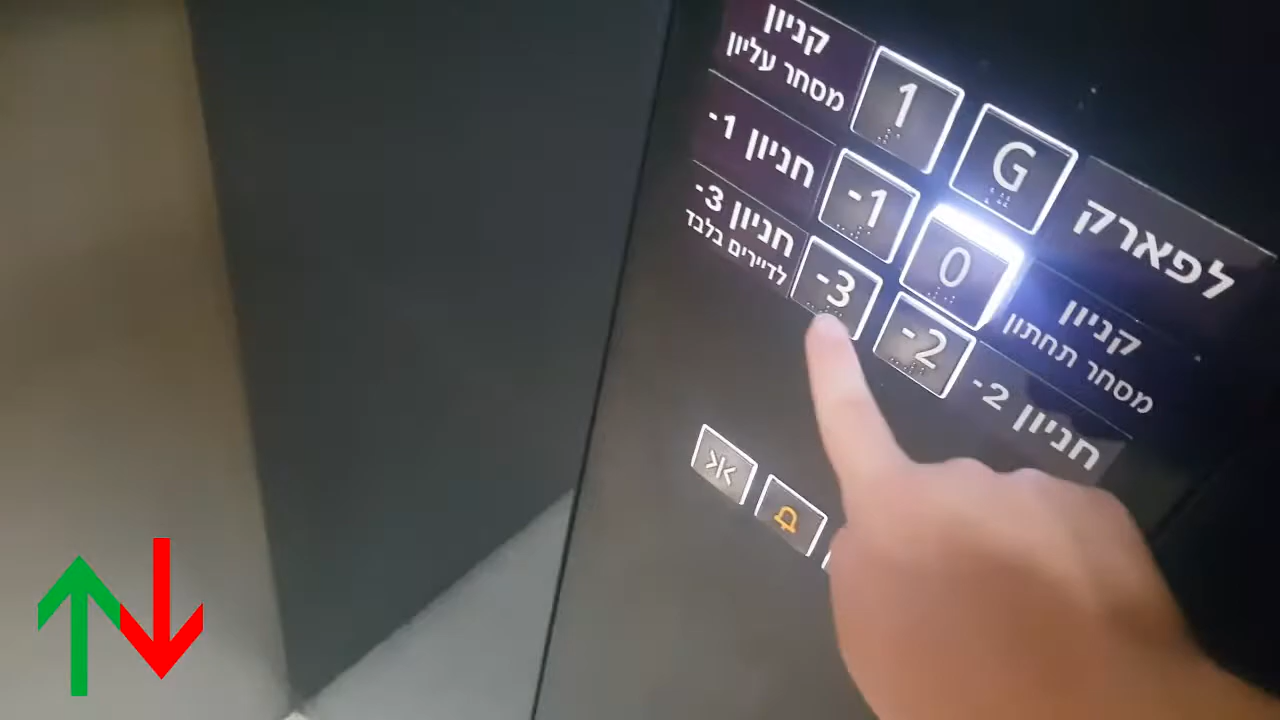 קניון
מסחר עליון
1
G
לפארק
חניון 1-
-1
0
קניון
מסחר תחתון
חניון 3-
לדיירים בלבד
-3
-2
חניון 2-